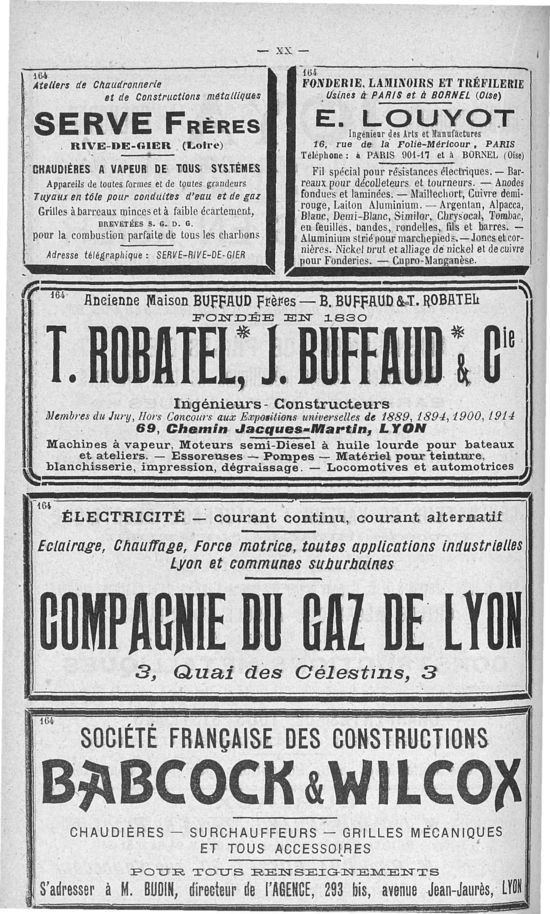 — XX —
164
Ateliers de Chaudronnerie
et de Constructions métalliques
SERVE FRÈRES
RIVE-DE-GIER (Loire)
CHAUDIÈRES A VAPEUR DE TOUS SYSTÈMES
Appareils de toutes formes et de toutes grandeurs
Tuyaux en tôle pour conduites d'eau et de gaz
Grilles à barreaux minces et à faible écartement,
BREVETÉES S. G. D. G.
pour la combustion parfaite de tous les charbons
Adresse télégraphique : SERVE-RIVE-DE-GIER
164
FONDERIE, LAMINOIRS ET TRÉFILERIE
Usines à PARIS et à BORNEL (Oise)
E. LOUYOT
Ingénieur des Arts et Manufactures
16, rue de la Folie-Méricour, PARIS
Téléphone : à PARIS 901-17 et à BORNEL (Oise)
Fil spécial pour résistances électriques. — Bar-
reaux pour décolleteurs et tourneurs. — Anodes
fondues et laminées. — Maillechort, Cuivre demi-
rouge, Laiton Aluminium. — Argentan, Alpacca,
Blanc, Demi-Blanc, Similor, Chrysocal, Tombac,
en feuilles, bandes, rondelles, fils et barres. —
Aluminium strié pour marchepieds. — Joncs et cor-
nières. Nickel brut et alliage de nickel et de cuivre
pour Fonderies. — Cupro-Manganèse.
164
Ancienne Maison BUFFAUD Frères — B. BUFFAUD & T. ROBATEL
FONDÉE EN 1830
T. ROBATEL*, J. BUFFAUD* & Cie
Ingénieurs-Constructeurs
Membres du Jury, Hors Concours aux Expositions universelles de 1889, 1894, 1900, 1914
69, Chemin Jacques-Martin, LYON
Machines à vapeur, Moteurs semi-Diesel à huile lourde pour bateaux
et ateliers. — Essoreuses — Pompes — Matériel pour teinture,
blanchisserie, impression, dégraissage. — Locomotives et automotrices
164
ÉLECTRICITÉ — courant continu, courant alternatif
Eclairage, Chauffage, Force motrice, toutes applications industrielles
Lyon et communes suburbaines
COMPAGNIE DU GAZ DE LYON
3, Quai des Célestins, 3
164
SOCIÉTÉ FRANÇAISE DES CONSTRUCTIONS
BABCOCK & WILCOX
CHAUDIÈRES — SURCHAUFFEURS — GRILLES MÉCANIQUES
ET TOUS ACCESSOIRES
POUR TOUS RENSEIGNEMENTS
S'adresser à M. BUDIN, directeur de l'AGENCE, 293 bis, avenue Jean-Jaurès, LYON